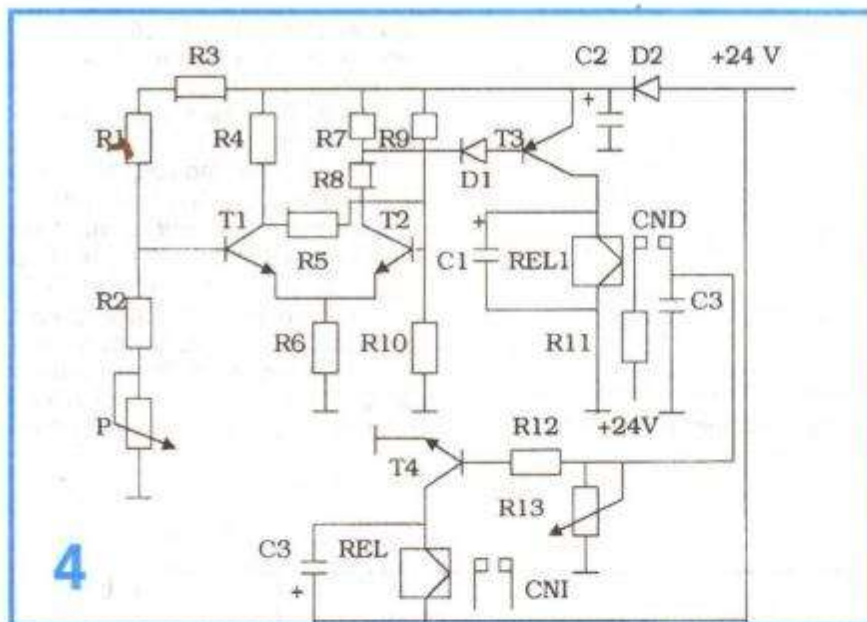 R3
C2 D2 +24 V
R1 R4 R7 R9
T3
D1
R8
T1 T2 CND
R5
C1 REL1
R2 C3
R6 R10 R11
P +24V
R12
T4
R13
C3 REL
CNI
4